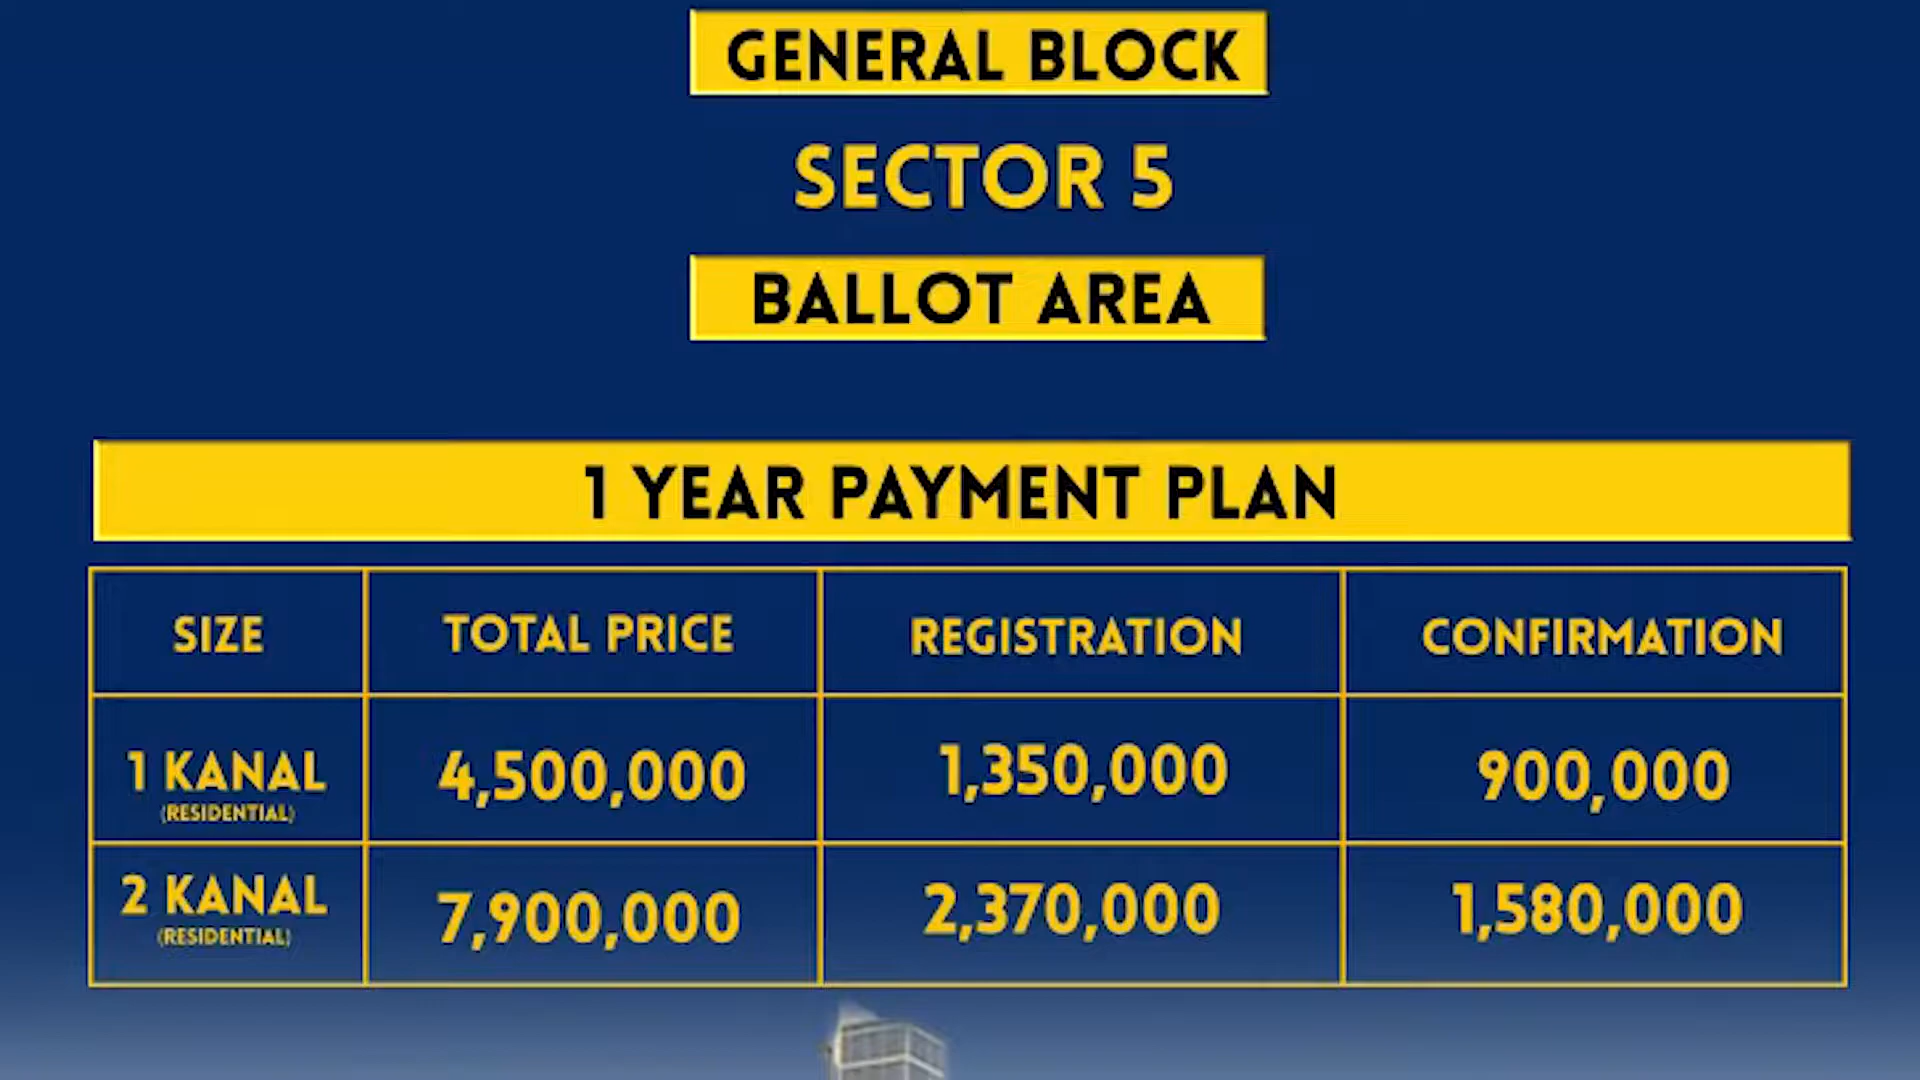 GENERAL BLOCK
SECTOR 5
BALLOT AREA
1 YEAR PAYMENT PLAN
SIZE TOTAL PRICE REGISTRATION CONFIRMATION
1 KANAL 4,500,000 1,350,000 900,000
(RESIDENTIAL)
2 KANAL 7,900,000 2,370,000 1,580,000
(RESIDENTIAL)